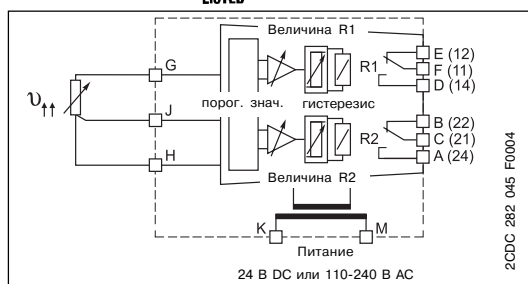 LISTED
Величина R1
G
E (12)
R1
F (11)
D (14)
порог. знач. гистерезис
J
B (22)
R2
C (21)
A (24)
H
Величина R2
K
M
Питание
24 В DC или 110-240 В AC
2CDC 282 045 F0004
υ↑↑